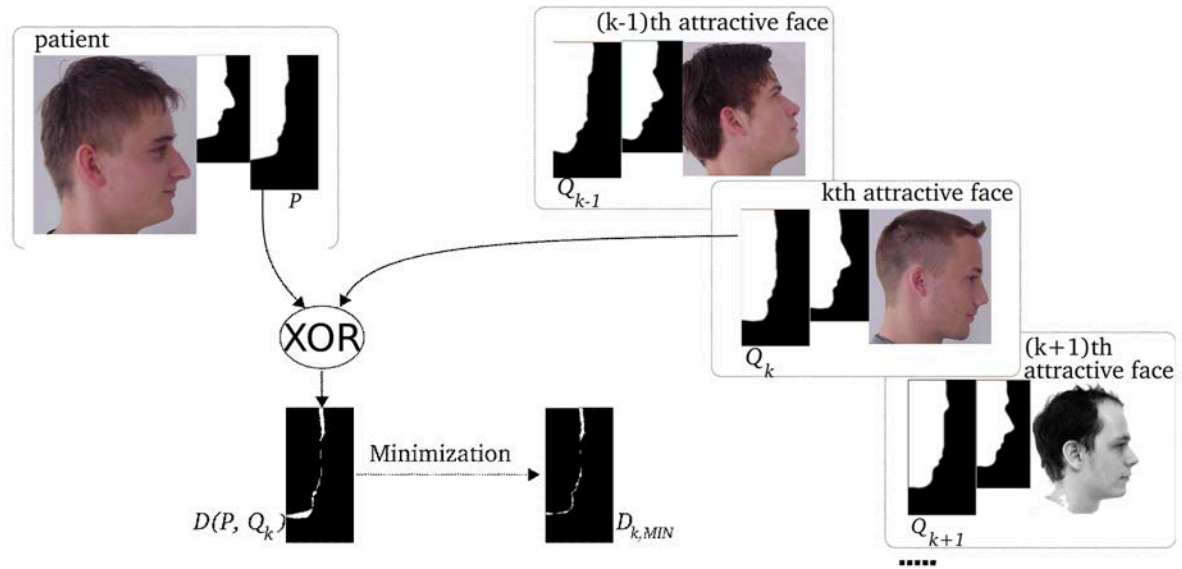 patient
P
(k-1)th attractive face
Q_{k-1}
kth attractive face
Q_k
(k+1)th
attractive face
Q_{k+1}
.....
XOR
Minimization
D(P, Q_k)
D_{k,MIN}